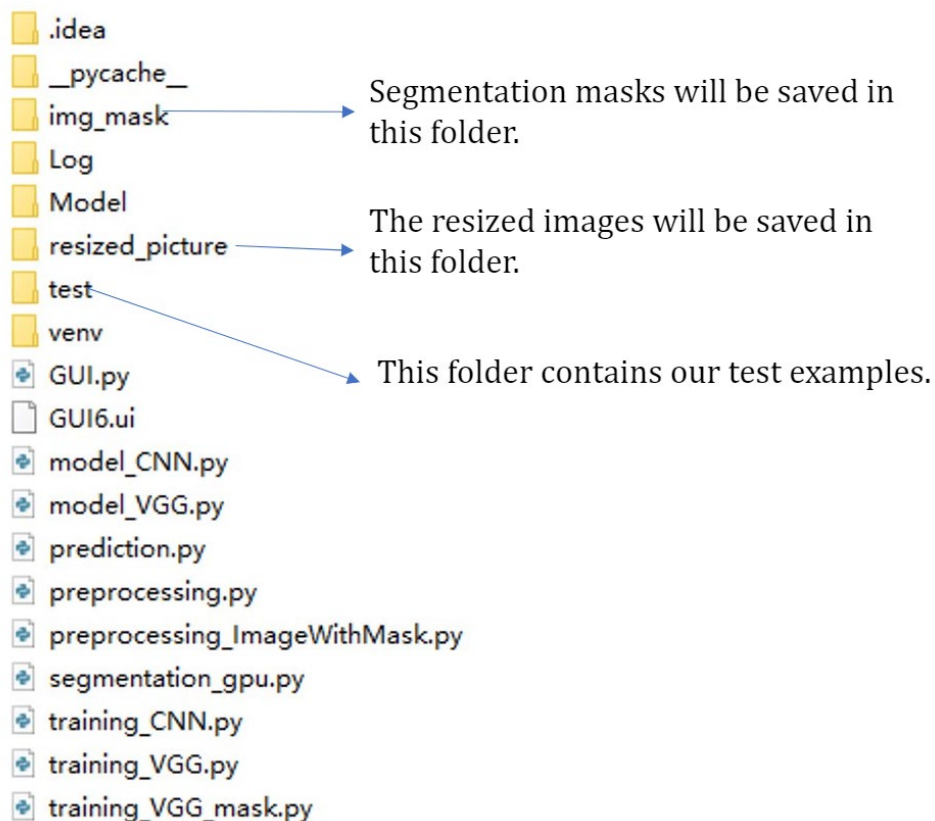 .idea
__pycache__
img_mask
Segmentation masks will be saved in
this folder.
Log
Model
resized_picture
The resized images will be saved in
this folder.
test
venv
GUI.py
This folder contains our test examples.
GUI6.ui
model_CNN.py
model_VGG.py
prediction.py
preprocessing.py
preprocessing_ImageWithMask.py
segmentation_gpu.py
training_CNN.py
training_VGG.py
training_VGG_mask.py